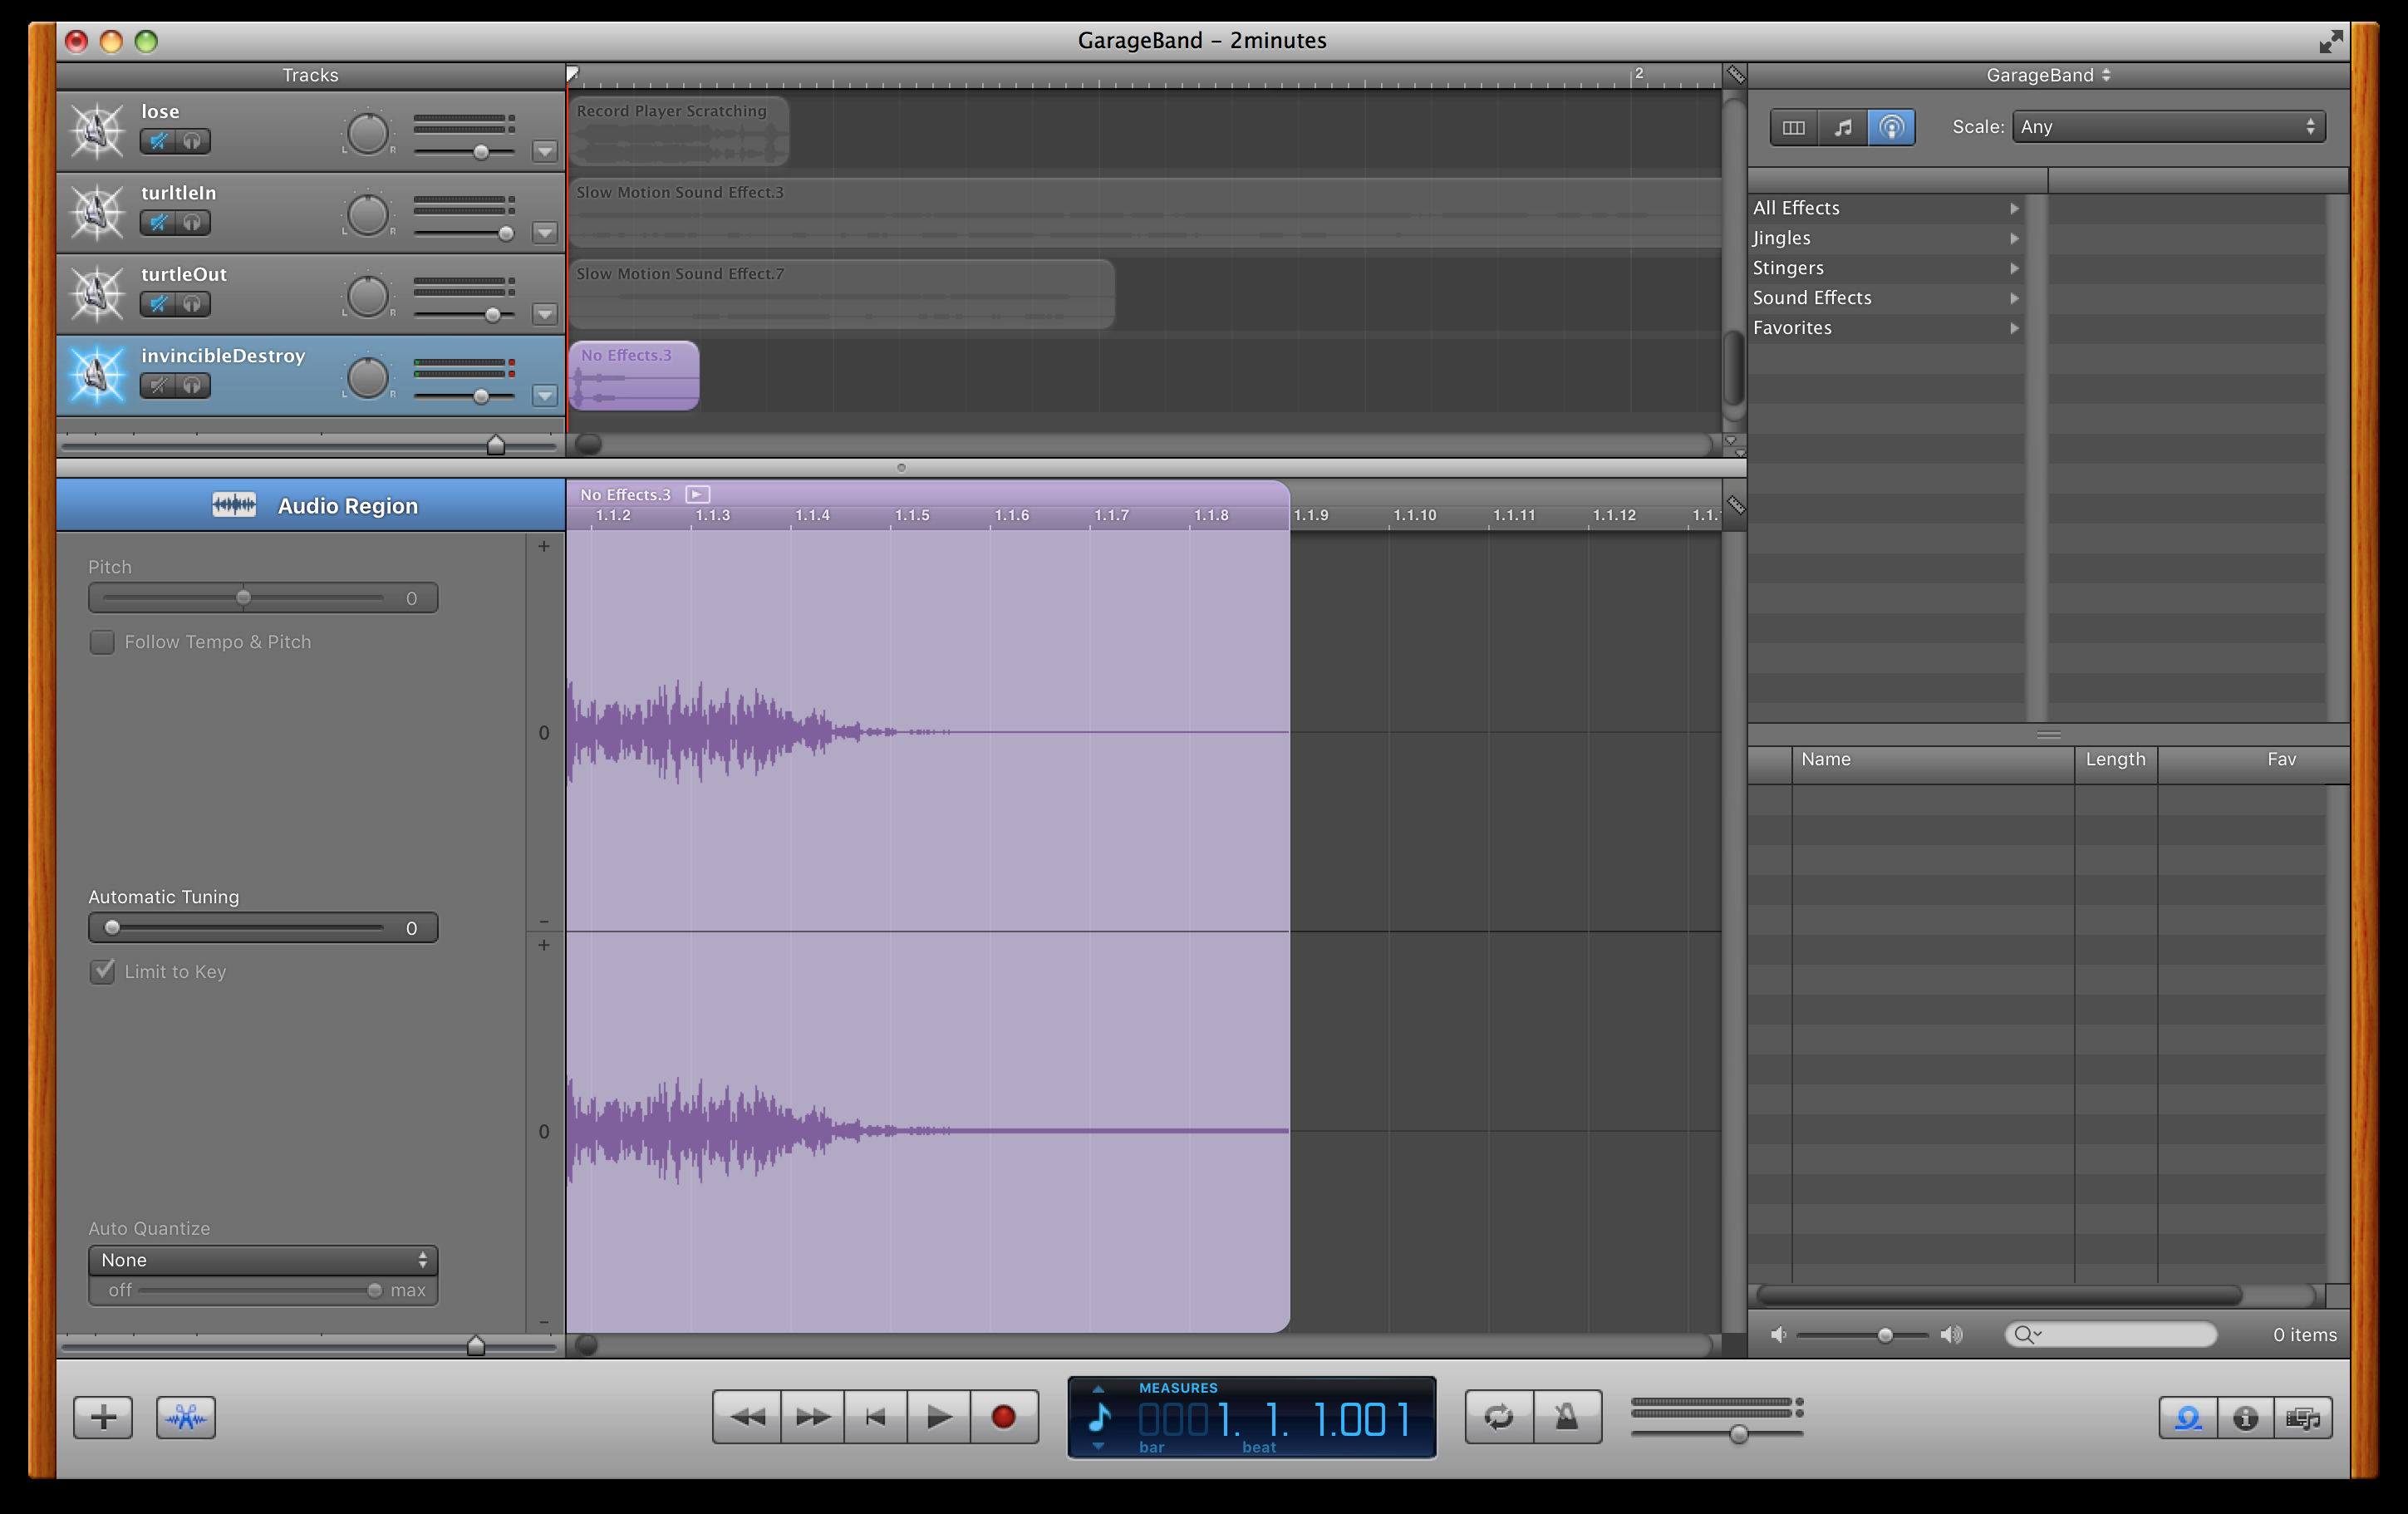 GarageBand – 2minutes
Tracks
2
GarageBand
lose
L R
Record Player Scratching
Scale: Any
turltleIn
L R
Slow Motion Sound Effect.3
All Effects
Jingles
Stingers
Sound Effects
Favorites
turtleOut
L R
Slow Motion Sound Effect.7
invincibleDestroy
L R
No Effects.3
Audio Region
No Effects.3
1.1.2 1.1.3 1.1.4 1.1.5 1.1.6 1.1.7 1.1.8 1.1.9 1.1.10 1.1.11 1.1.12 1.1.
Pitch
0
Follow Tempo & Pitch
+
0
–
Name Length Fav
Automatic Tuning
0
Limit to Key
+
0
–
Auto Quantize
None
off max
0 items
MEASURES
0001. 1. 1.001
bar beat